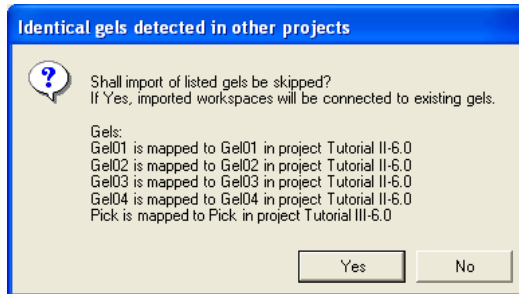 Identical gels detected in other projects
Shall import of listed gels be skipped?
If Yes, imported workspaces will be connected to existing gels.
Gels:
Gel01 is mapped to Gel01 in project Tutorial II-6.0
Gel02 is mapped to Gel02 in project Tutorial II-6.0
Gel03 is mapped to Gel03 in project Tutorial II-6.0
Gel04 is mapped to Gel04 in project Tutorial II-6.0
Pick is mapped to Pick in project Tutorial III-6.0
Yes
No